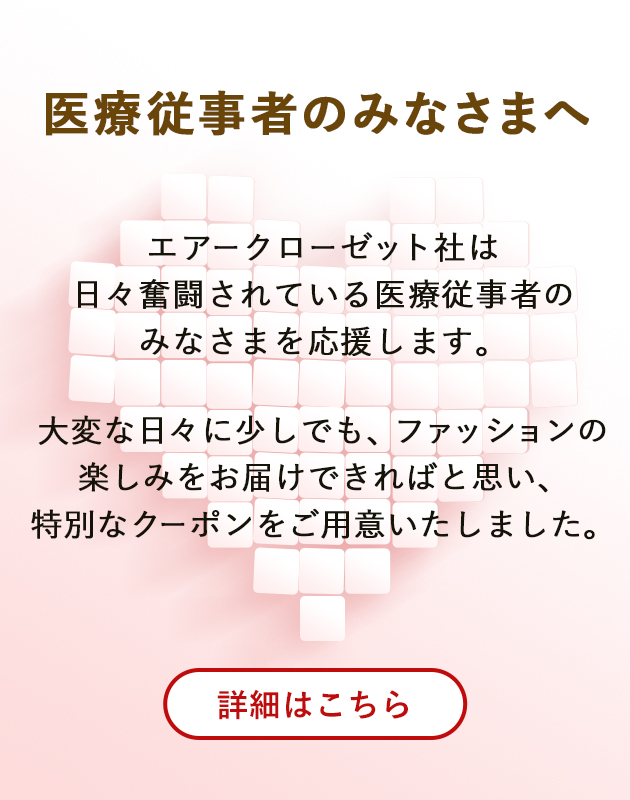 医療従事者のみなさまへ
エアークローゼット社は
日々奮闘されている医療従事者の
みなさまを応援します。
大変な日々に少しでも、ファッションの
楽しみをお届けできればと思い、
特別なクーポンをご用意いたしました。
詳細はこちら